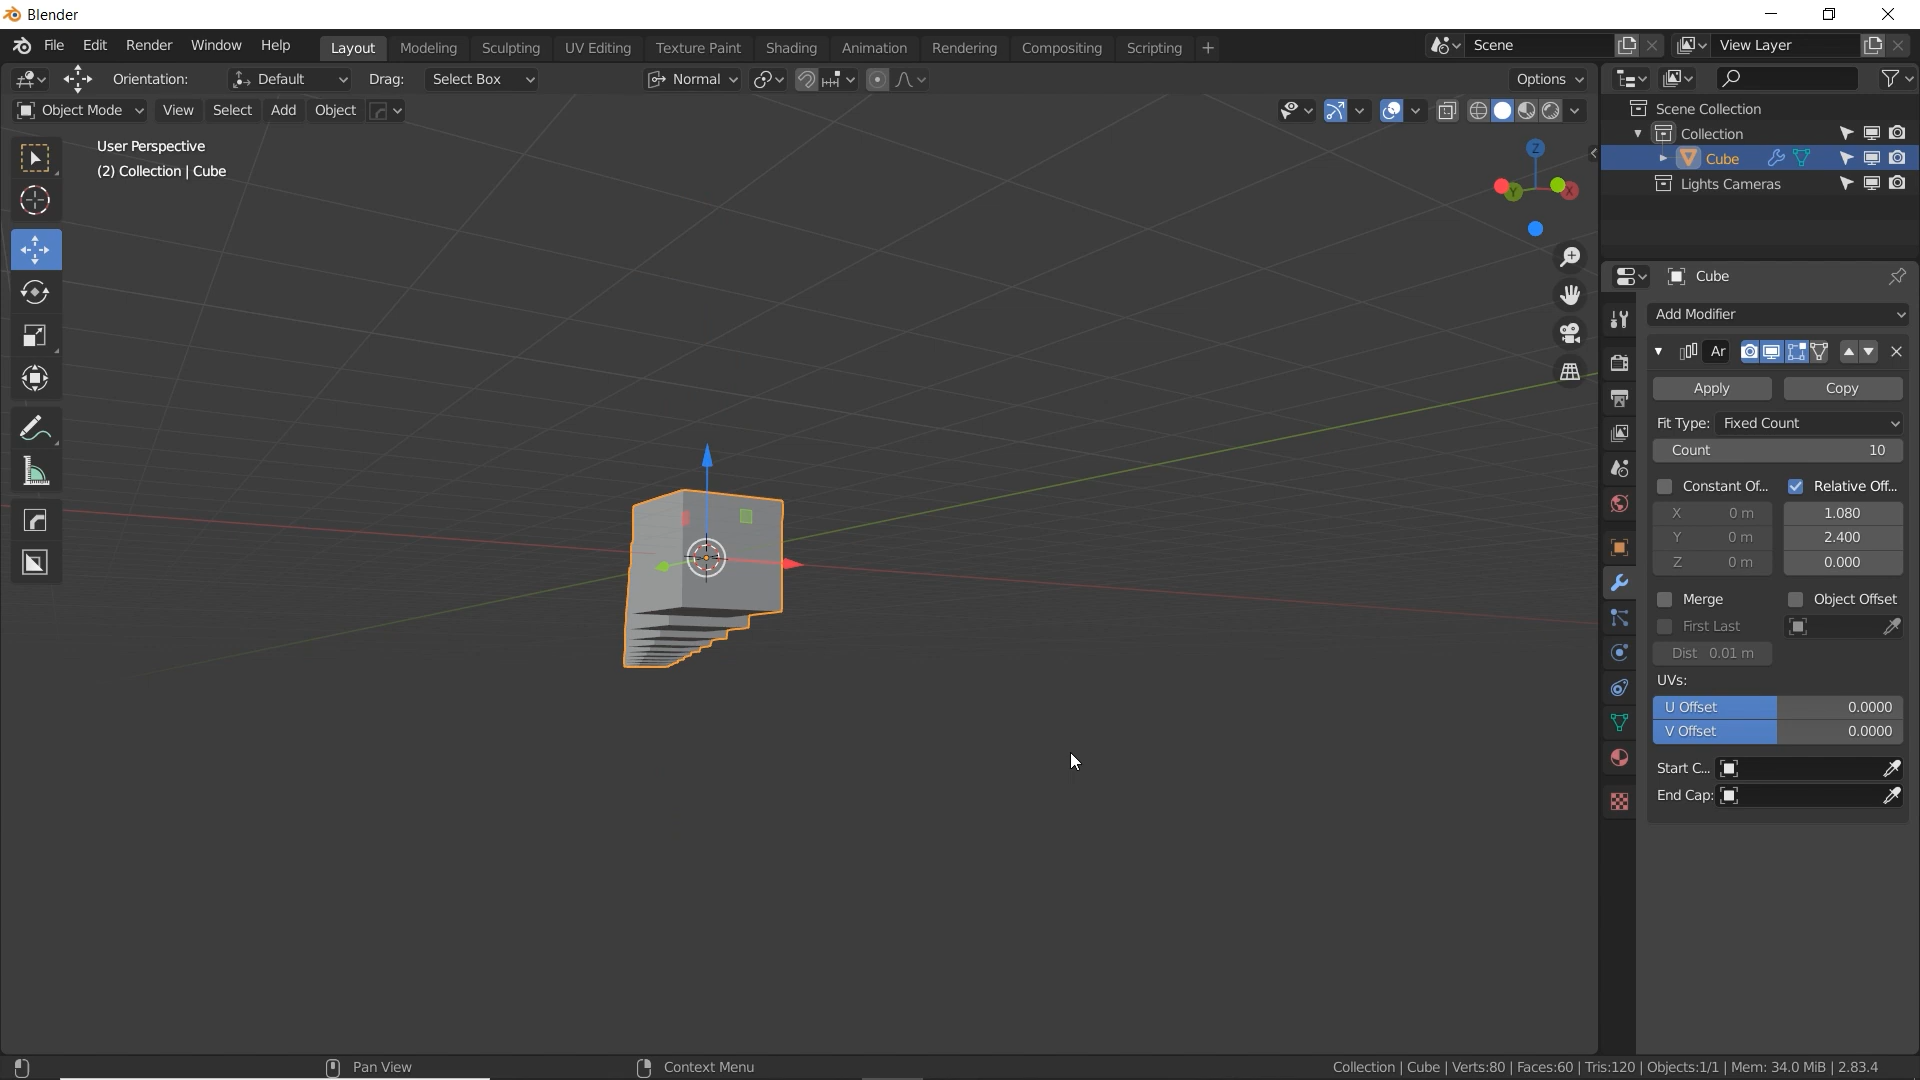 Blender
File Edit Render Window Help Layout Modeling Sculpting UV Editing Texture Paint Shading Animation Rendering Compositing Scripting + Scene View Layer
Orientation: Default Drag: Select Box Normal Options
Object Mode View Select Add Object
User Perspective
(2) Collection | Cube
Z
Y X
Scene Collection
Collection
Cube
Lights Cameras
Cube
Add Modifier
Ar
Apply Copy
Fit Type: Fixed Count
Count 10
Constant Of... Relative Off...
X 0 m 1.080
Y 0 m 2.400
Z 0 m 0.000
Merge Object Offset
First Last
Dist 0.01 m
UVs:
U Offset 0.0000
V Offset 0.0000
Start C...
End Cap:
Pan View Context Menu Collection | Cube | Verts:80 | Faces:60 | Tris:120 | Objects:1/1 | Mem: 34.0 MiB | 2.83.4